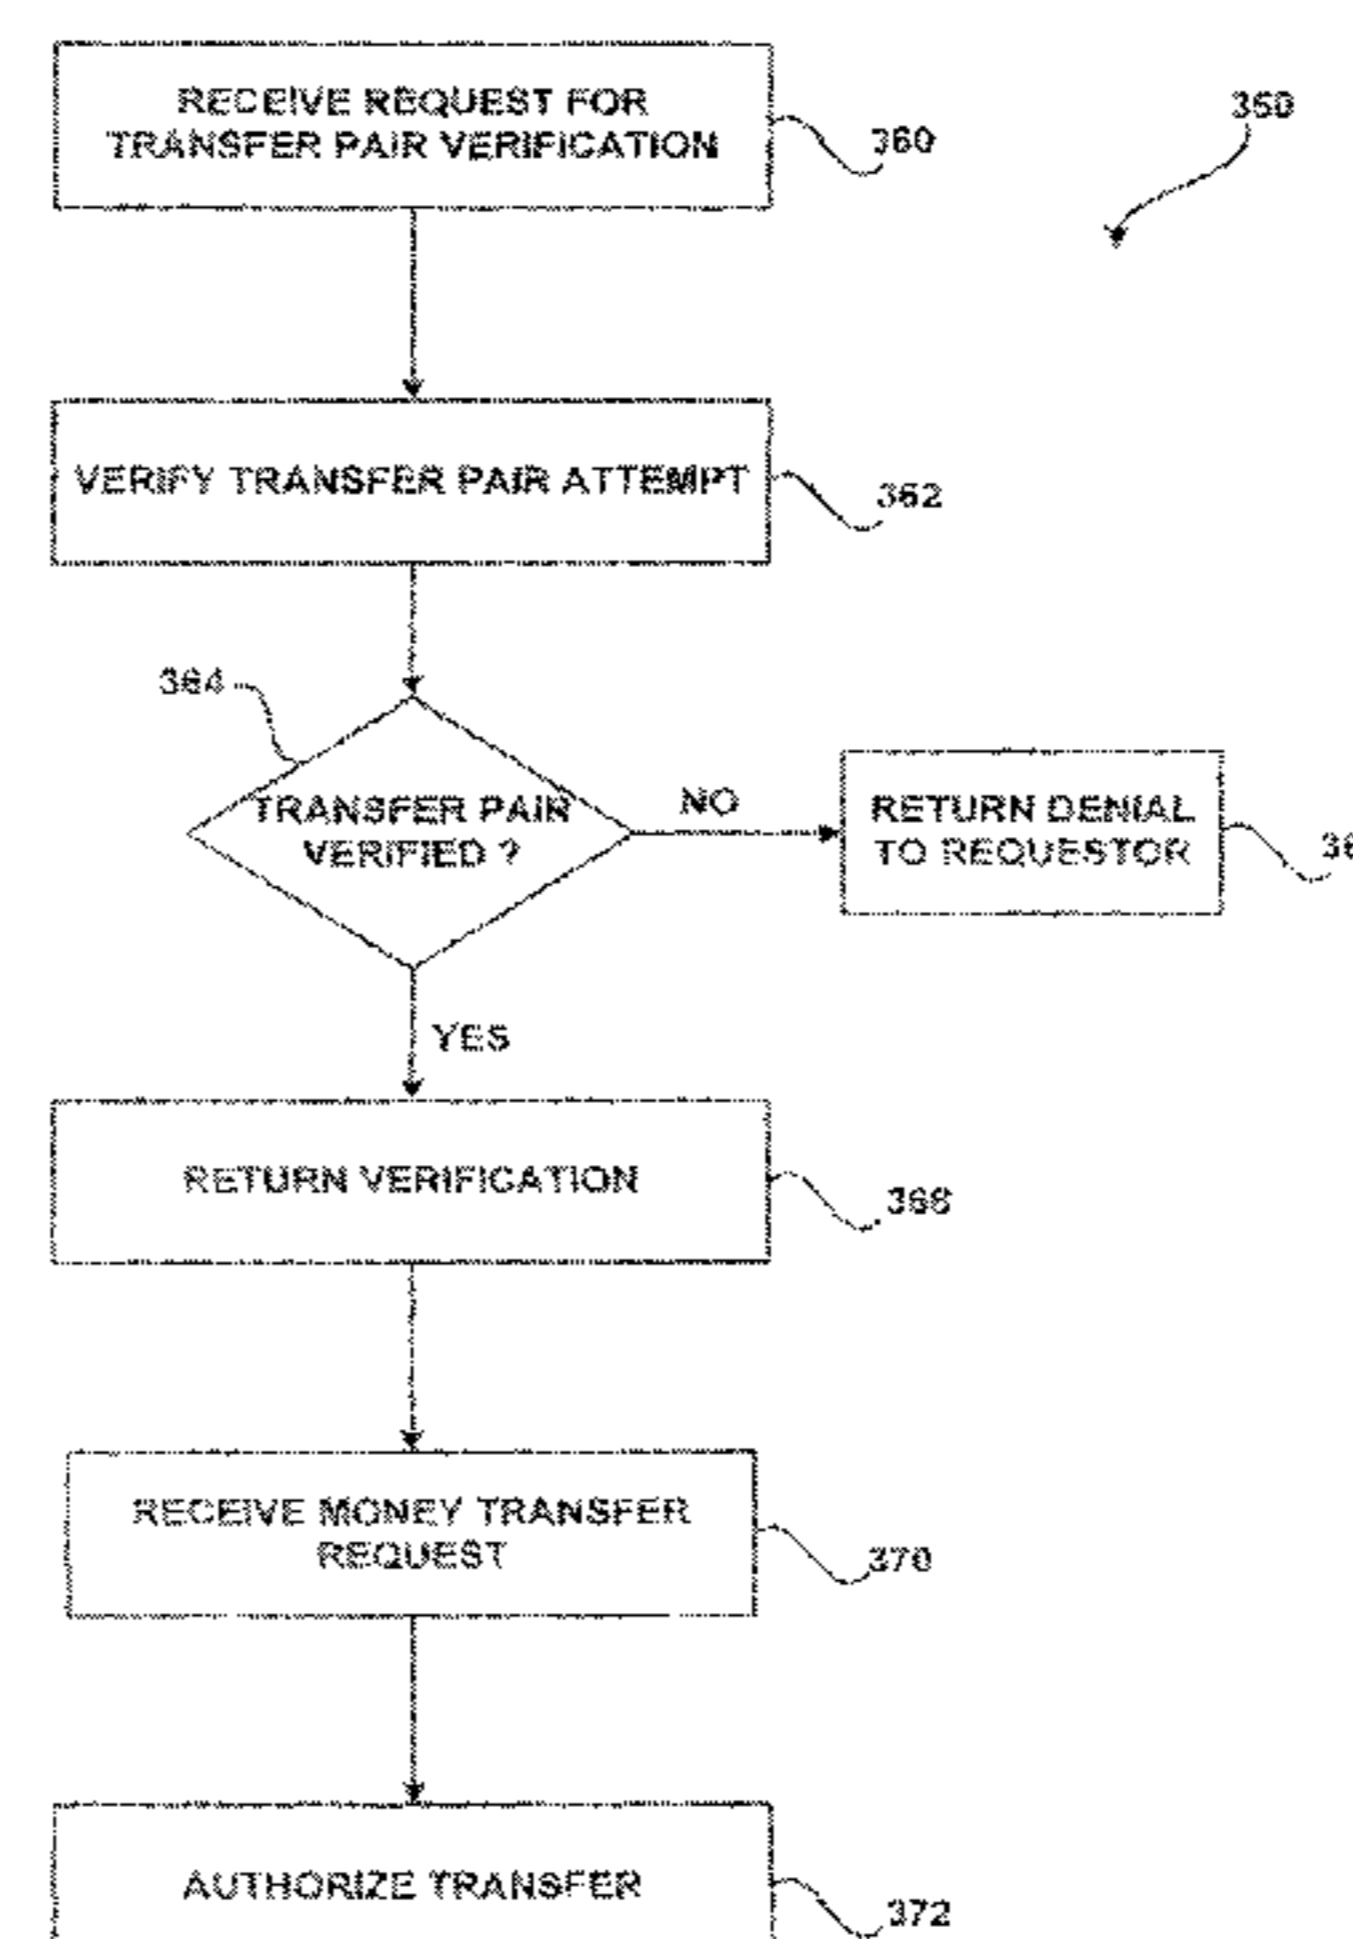 RECEIVE REQUEST FOR
TRANSFER PAIR VERIFICATION
360
350
VERIFY TRANSFER PAIR ATTEMPT
362
364
TRANSFER PAIR
VERIFIED ?
NO
RETURN DENIAL
TO REQUESTOR
YES
RETURN VERIFICATION
368
RECEIVE MONEY TRANSFER
REQUEST
370
AUTHORIZE TRANSFER
372